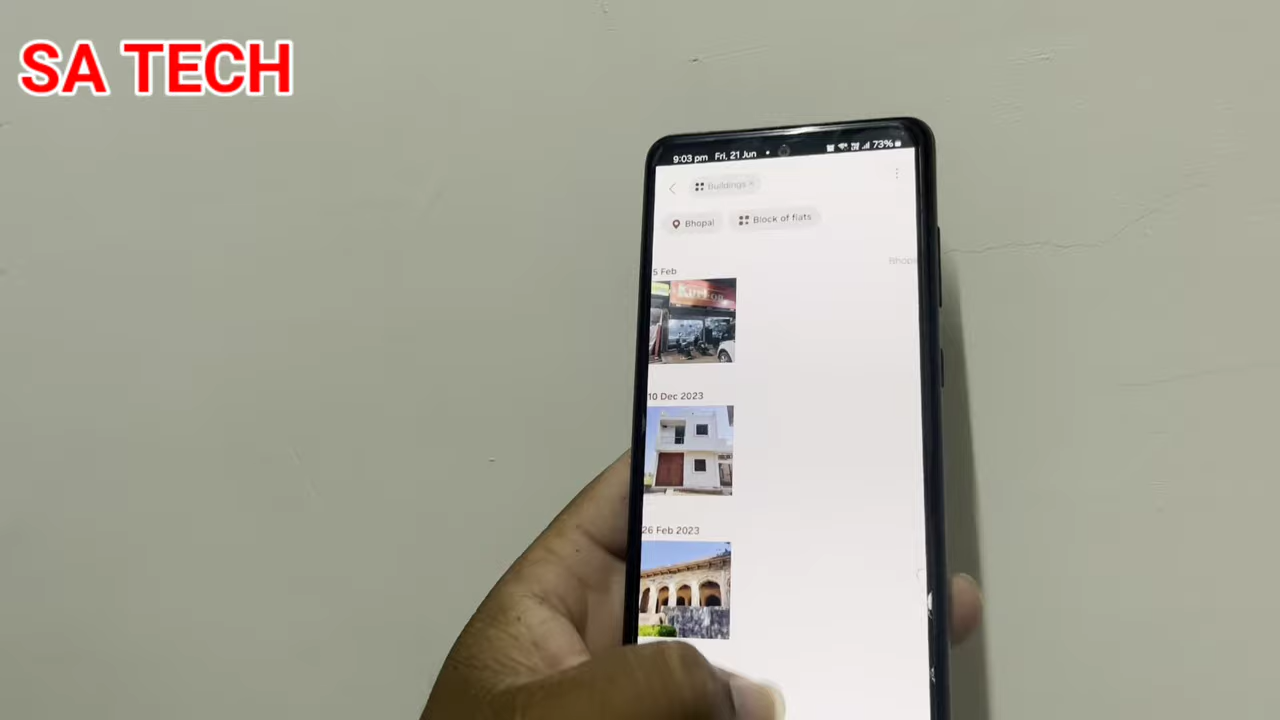 SA TECH
9:03 pm Fri, 21 Jun 73%
Buildings ×
Bhopal Block of flats
5 Feb
Kurkon
10 Dec 2023
26 Feb 2023